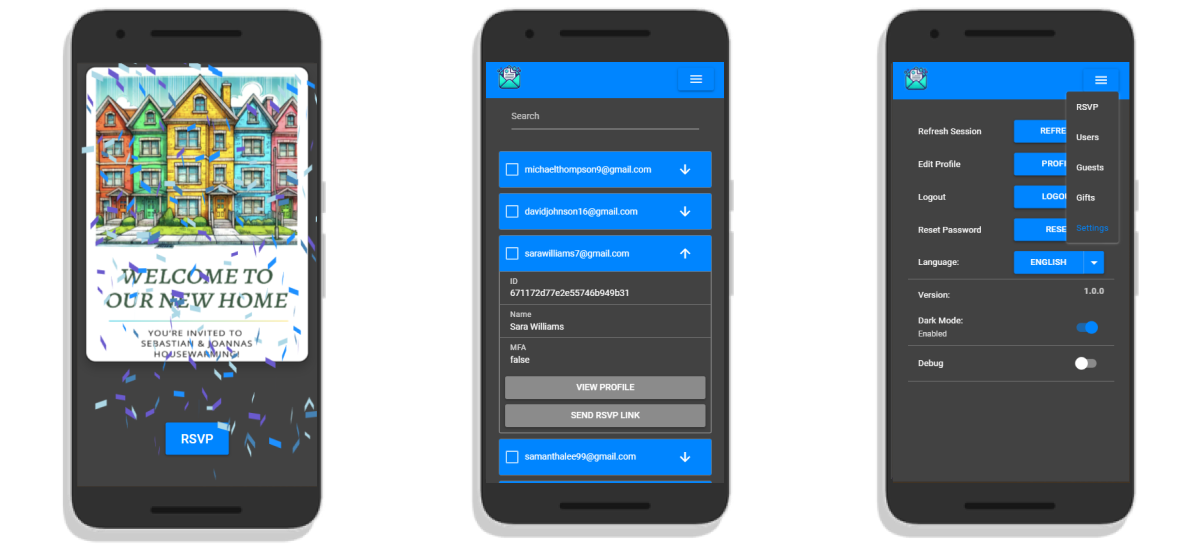 WELCOME TO
OUR NEW HOME
YOU'RE INVITED TO
SEBASTIAN & JOANNAS
HOUSEWARMING!
RSVP
Search
michaelthompson9@gmail.com
davidjohnson16@gmail.com
sarawilliams7@gmail.com
ID
671172d77e2e55746b949b31
Name
Sara Williams
MFA
false
VIEW PROFILE
SEND RSVP LINK
samanthalee99@gmail.com
RSVP
Users
Guests
Gifts
Settings
Refresh Session
REFRE
Edit Profile
PROFI
Logout
LOGO
Reset Password
RESE
Language:
ENGLISH
Version:
1.0.0
Dark Mode:
Enabled
Debug